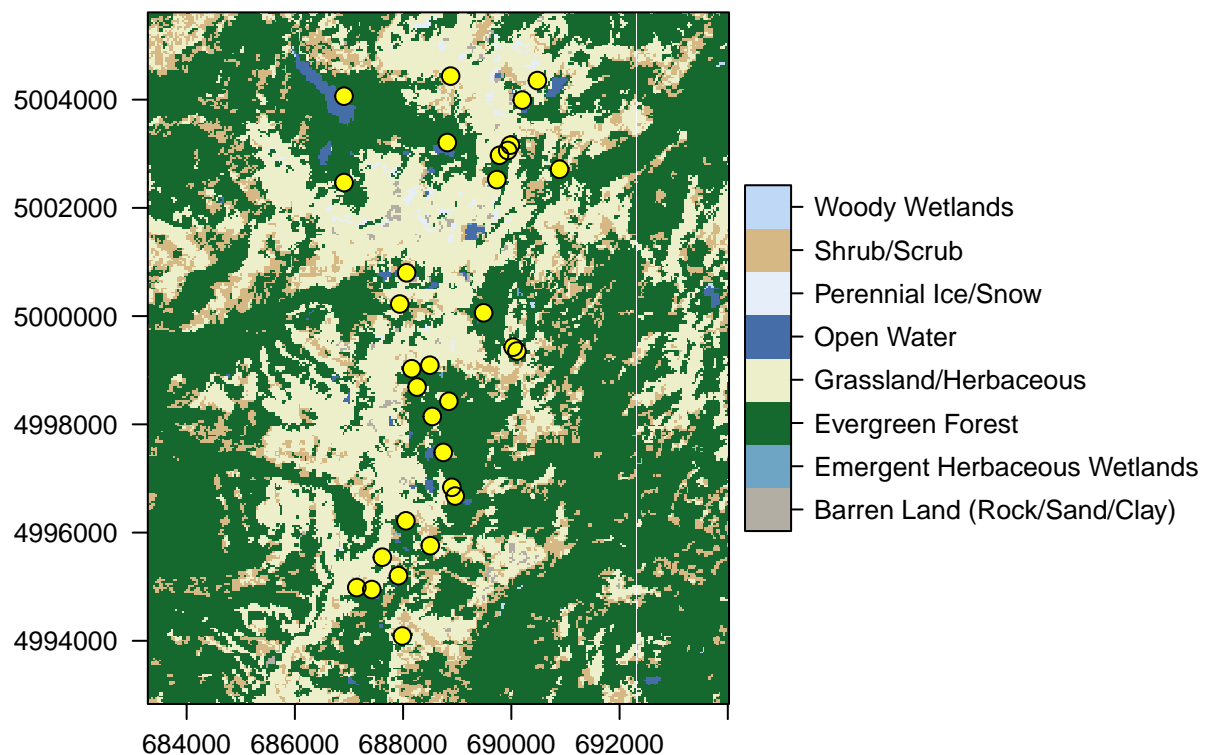 5004000
5002000
5000000
4998000
4996000
4994000
684000 686000 688000 690000 692000
Woody Wetlands
Shrub/Scrub
Perennial Ice/Snow
Open Water
Grassland/Herbaceous
Evergreen Forest
Emergent Herbaceous Wetlands
Barren Land (Rock/Sand/Clay)